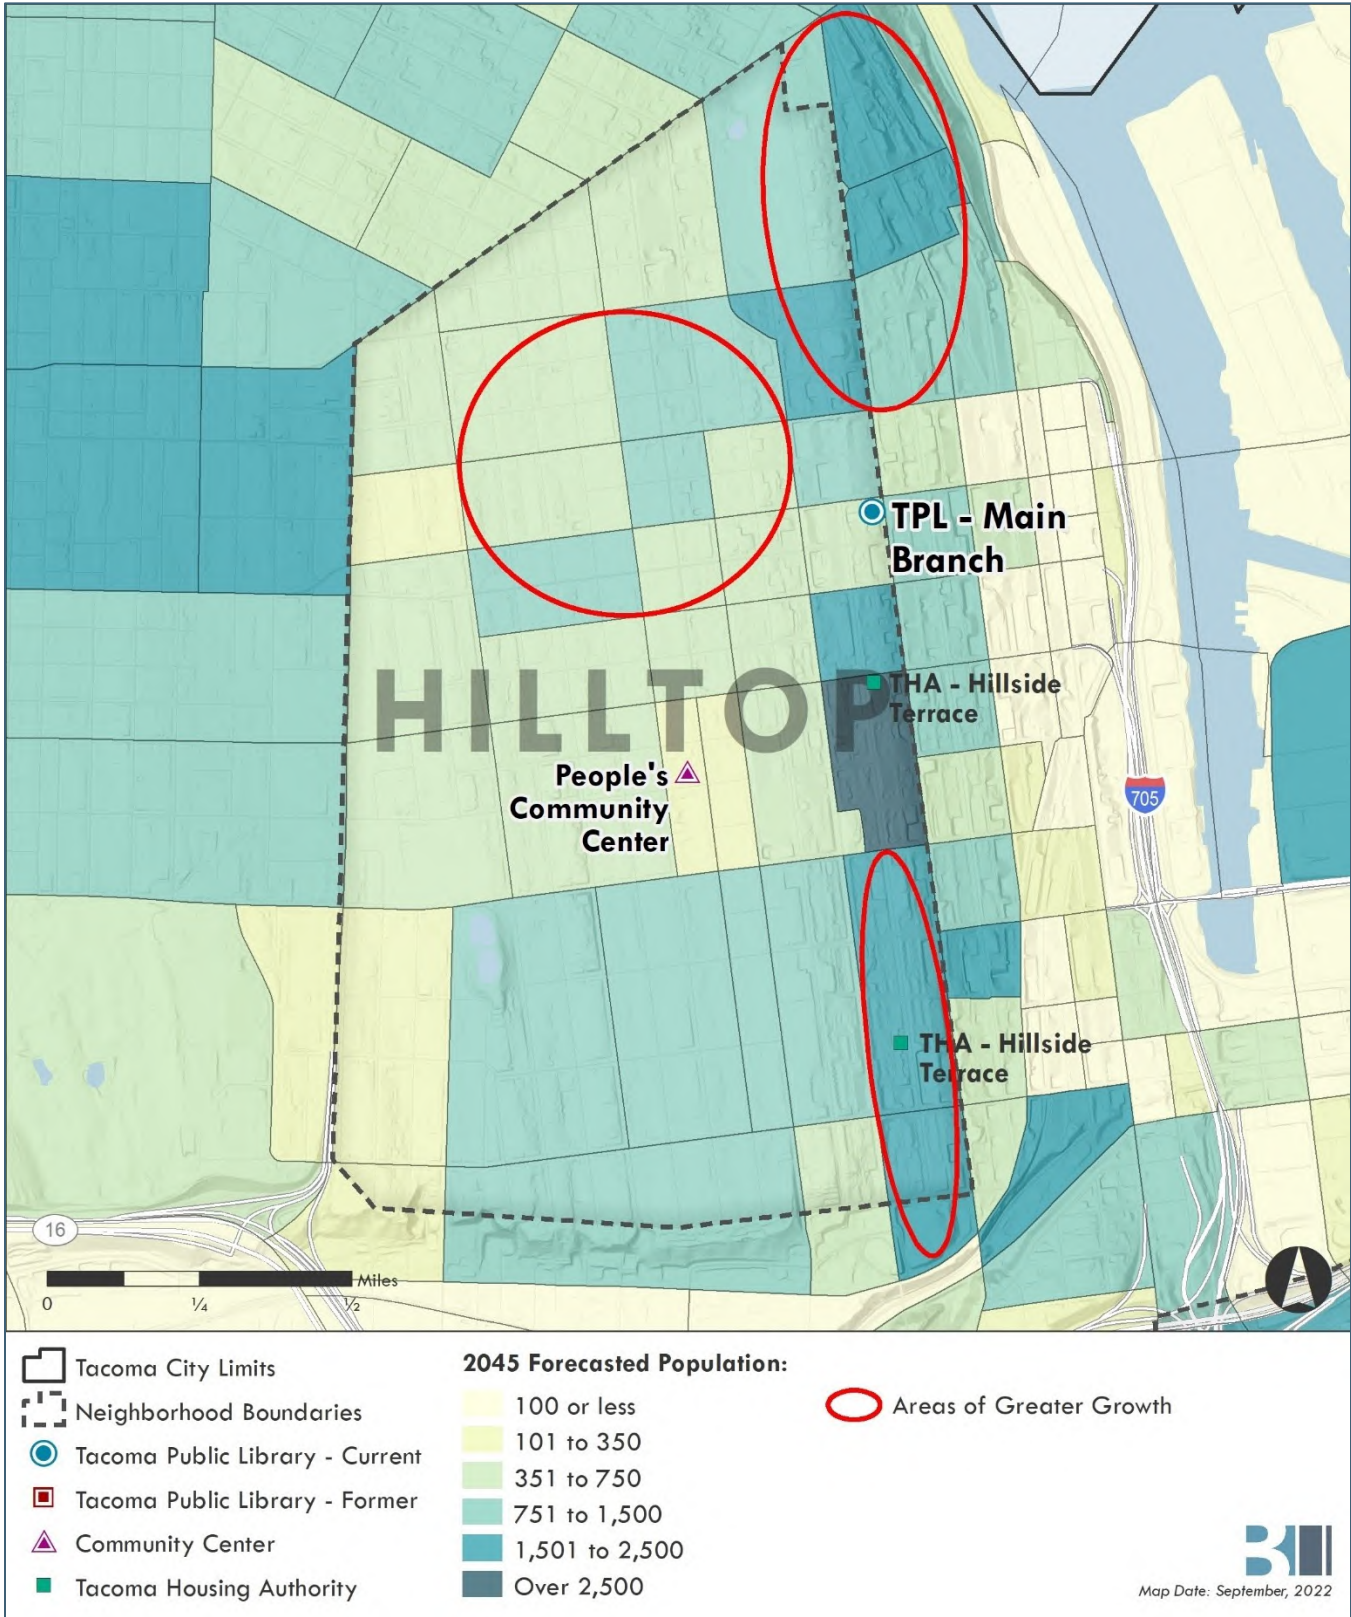 TPL - Main
Branch
HILLTOP
THA - Hillside
Terrace
People's
Community
Center
705
THA - Hillside
Terrace
16
Miles
0 ¼ ½
Tacoma City Limits
Neighborhood Boundaries
Tacoma Public Library - Current
Tacoma Public Library - Former
Community Center
Tacoma Housing Authority
2045 Forecasted Population:
100 or less
101 to 350
351 to 750
751 to 1,500
1,501 to 2,500
Over 2,500
Areas of Greater Growth
Map Date: September, 2022